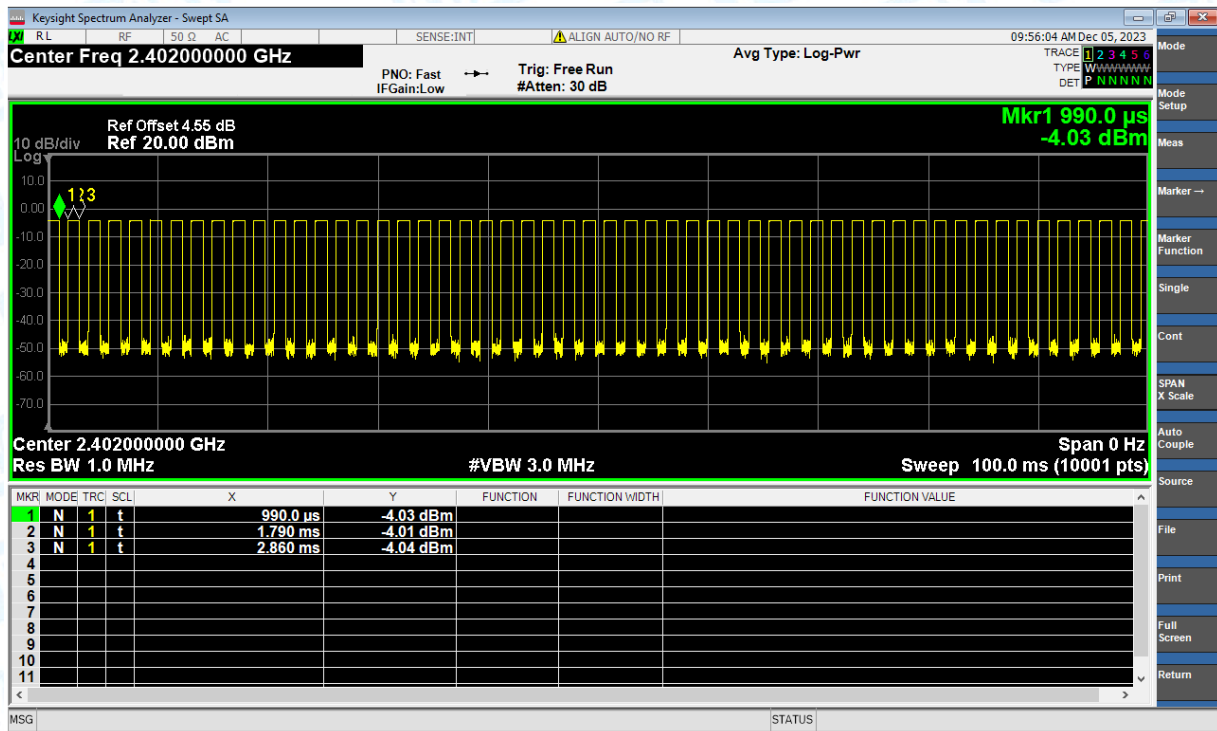 Keysight Spectrum Analyzer - Swept SA
LXI RL RF 50 Ω AC SENSE:INT ALIGN AUTO/NO RF 09:56:04 AM Dec 05, 2023
Center Freq 2.402000000 GHz
PNO: Fast
IFGain:Low
Trig: Free Run
#Atten: 30 dB
Avg Type: Log-Pwr
TRACE 1 2 3 4 5 6
TYPE WWWWWW
DET P N N N N N
Mkr1 990.0 µs
-4.03 dBm
Ref Offset 4.55 dB
10 dB/div Ref 20.00 dBm
Log
10.0
0.00
-10.0
-20.0
-30.0
-40.0
-50.0
-60.0
-70.0
1 2 3
Center 2.402000000 GHz Span 0 Hz
Res BW 1.0 MHz #VBW 3.0 MHz Sweep 100.0 ms (10001 pts)
MKR MODE TRC SCL X Y FUNCTION FUNCTION WIDTH FUNCTION VALUE
1 N 1 t 990.0 µs -4.03 dBm
2 N 1 t 1.790 ms -4.01 dBm
3 N 1 t 2.860 ms -4.04 dBm
4
5
6
7
8
9
10
11
MSG STATUS
Mode
Mode
Setup
Meas
Marker →
Marker
Function
Single
Cont
SPAN
X Scale
Auto
Couple
Source
File
Print
Full
Screen
Return